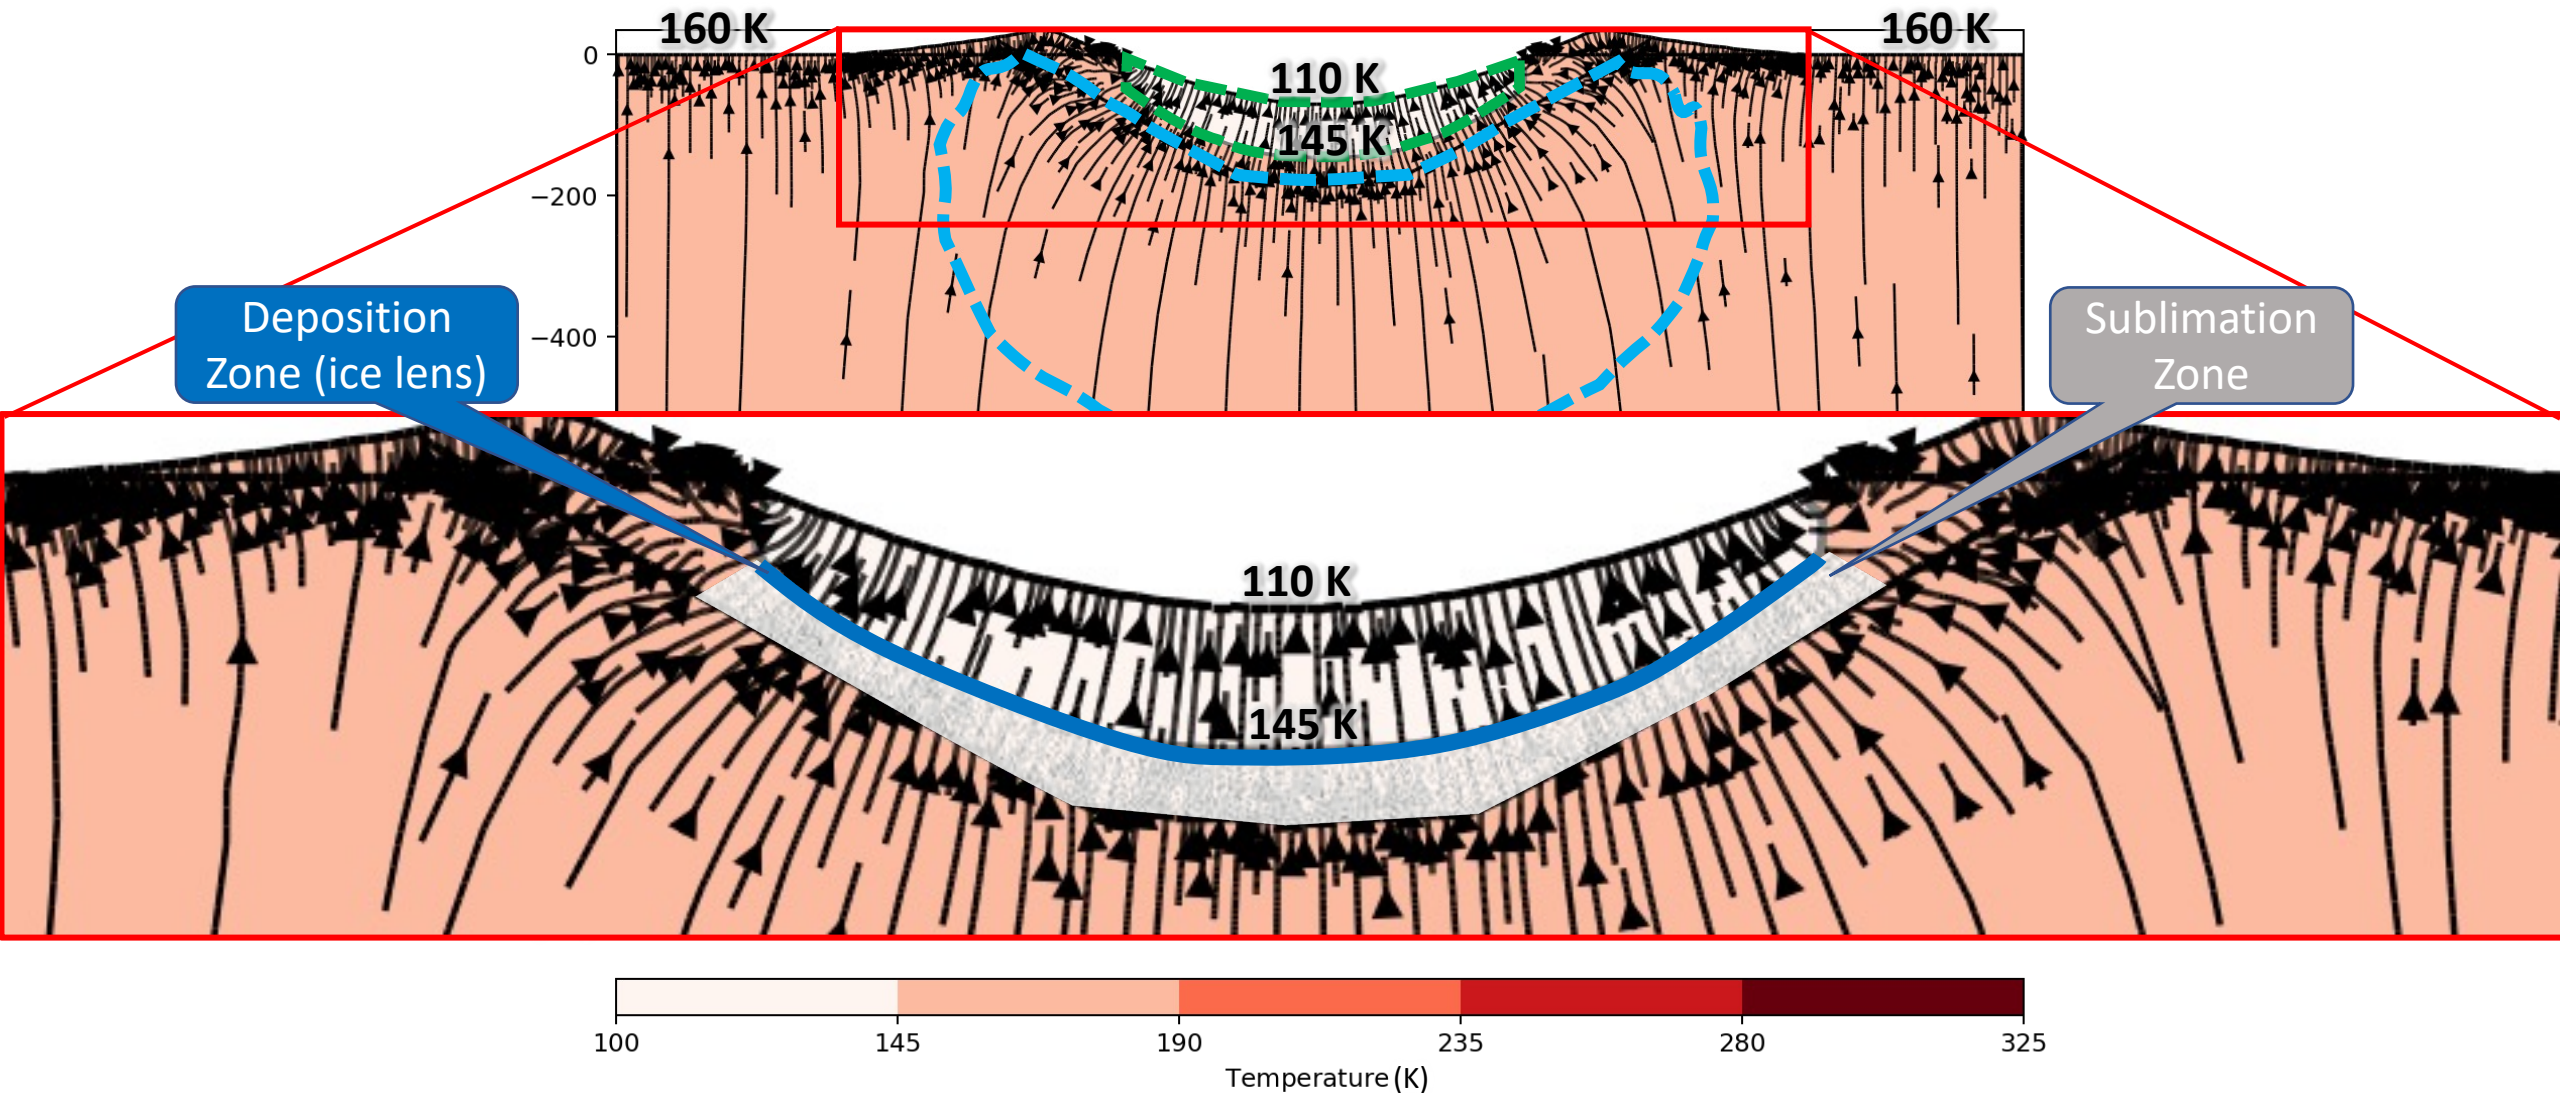 160 K
160 K
0
110 K
145 K
−200
−400
Deposition
Zone (ice lens)
Sublimation
Zone
110 K
145 K
100
145
190
235
280
325
Temperature (K)